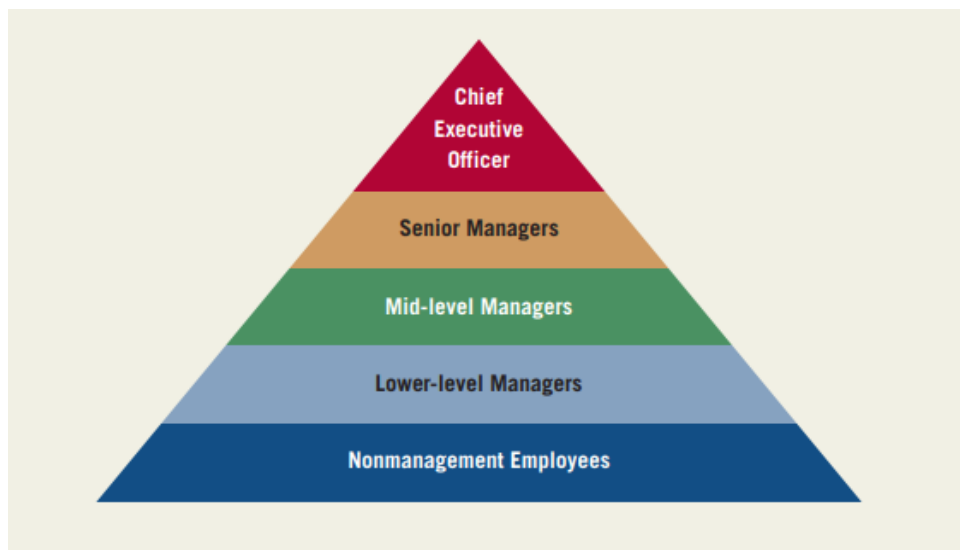 Chief
Executive
Officer
Senior Managers
Mid-level Managers
Lower-level Managers
Nonmanagement Employees